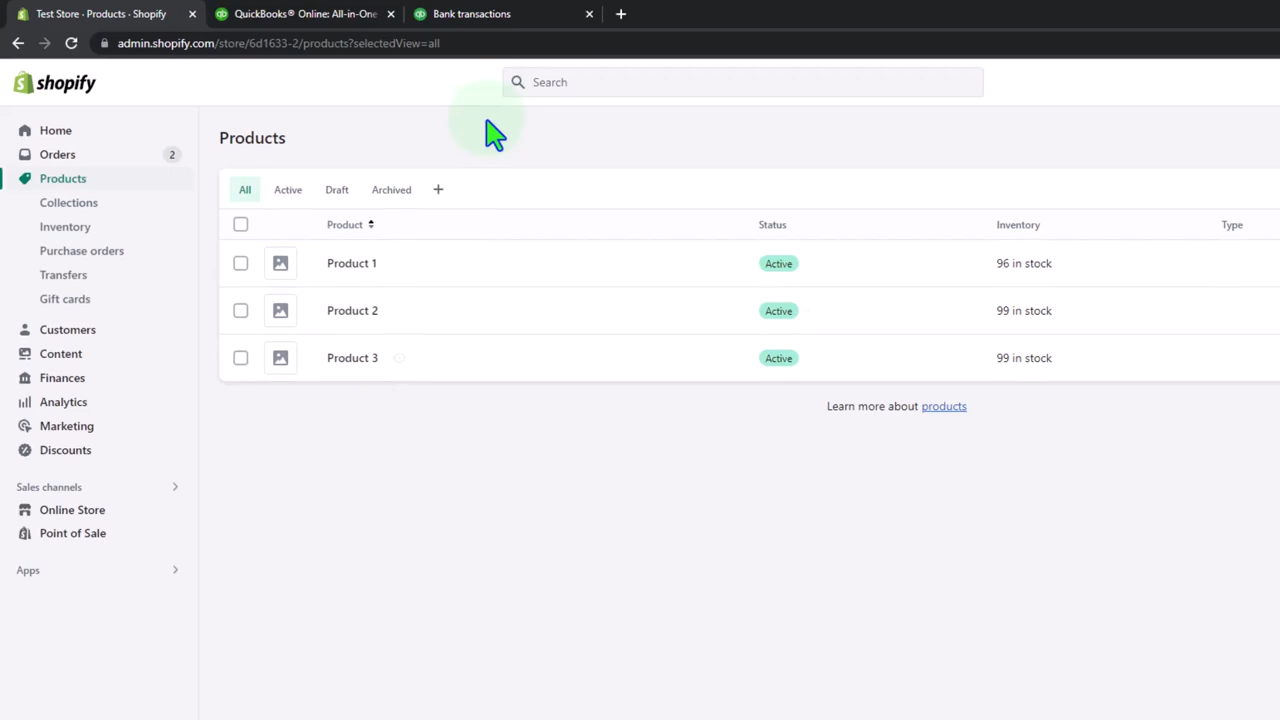 Test Store · Products · Shopify
QuickBooks® Online: All-in-One
Bank transactions
admin.shopify.com/store/6d1633-2/products?selectedView=all
shopify
Search
Home
Orders 2
Products
Collections
Inventory
Purchase orders
Transfers
Gift cards
Customers
Content
Finances
Analytics
Marketing
Discounts
Sales channels
Online Store
Point of Sale
Apps
Products
All Active Draft Archived +
Product Status Inventory Type
Product 1 Active 96 in stock
Product 2 Active 99 in stock
Product 3 Active 99 in stock
Learn more about products